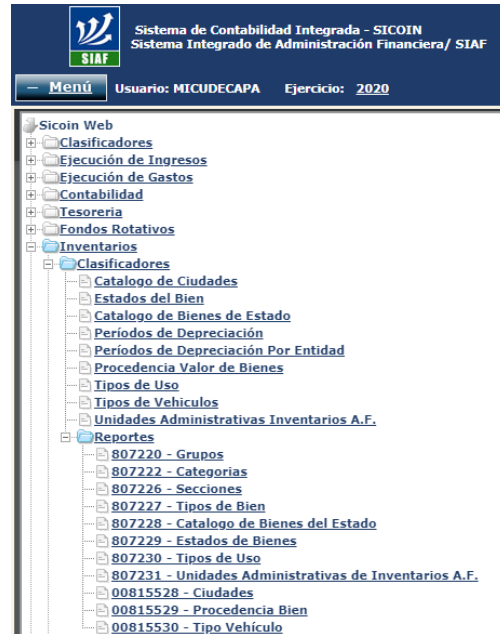 Sistema de Contabilidad Integrada - SICOIN
Sistema Integrado de Administración Financiera/ SIAF
SIAF
Menú Usuario: MICUDECAPA Ejercicio: 2020
Sicoin Web
Clasificadores
Ejecución de Ingresos
Ejecución de Gastos
Contabilidad
Tesoreria
Fondos Rotativos
Inventarios
Clasificadores
Catalogo de Ciudades
Estados del Bien
Catalogo de Bienes de Estado
Períodos de Depreciación
Períodos de Depreciación Por Entidad
Procedencia Valor de Bienes
Tipos de Uso
Tipos de Vehiculos
Unidades Administrativas Inventarios A.F.
Reportes
807220 - Grupos
807222 - Categorias
807226 - Secciones
807227 - Tipos de Bien
807228 - Catalogo de Bienes del Estado
807229 - Estados de Bienes
807230 - Tipos de Uso
807231 - Unidades Administrativas de Inventarios A.F.
00815528 - Ciudades
00815529 - Procedencia Bien
00815530 - Tipo Vehículo